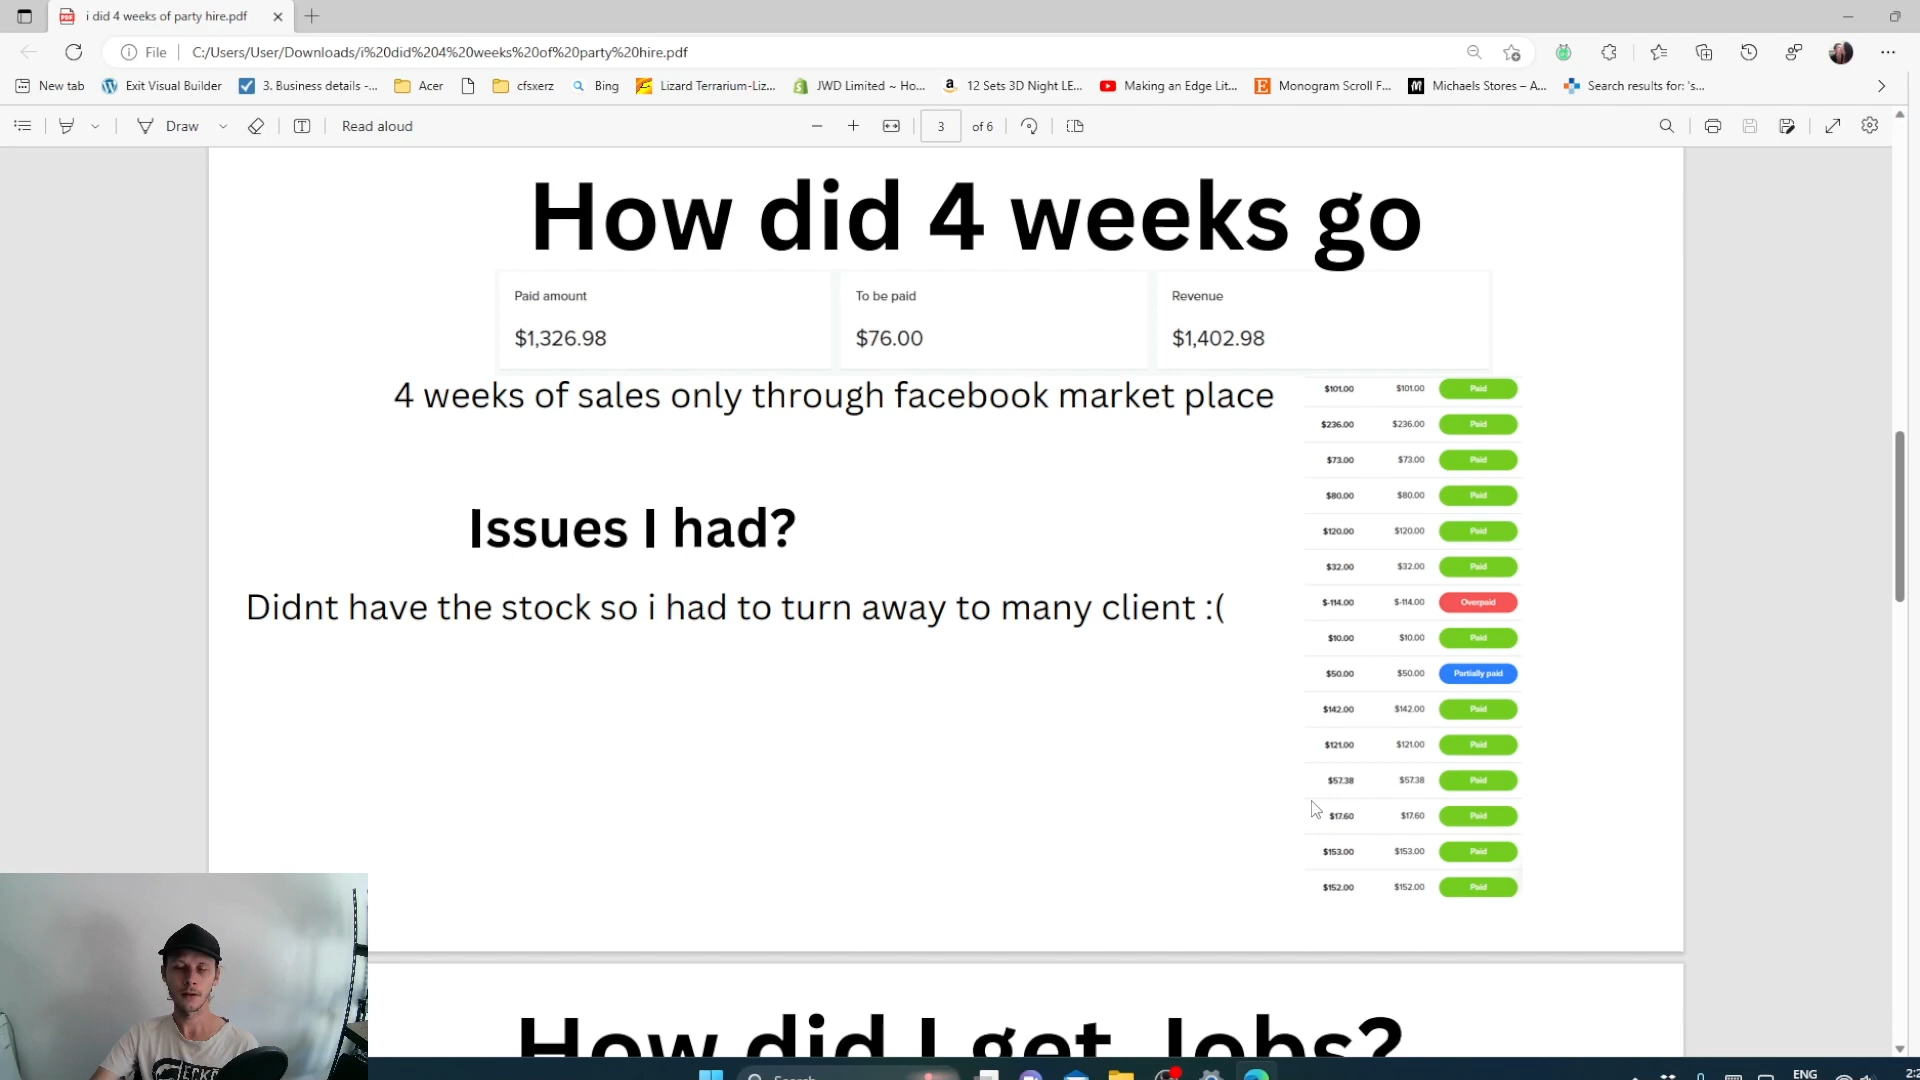 i did 4 weeks of party hire.pdf
File
C:/Users/User/Downloads/i%20did%204%20weeks%20of%20party%20hire.pdf
New tab
Exit Visual Builder
3. Business details -...
Acer
cfsxerz
Bing
Lizard Terrarium-Liz...
JWD Limited ~ Ho...
12 Sets 3D Night LE...
Making an Edge Lit...
Monogram Scroll F...
Michaels Stores – A...
Search results for: 's...
Draw
Read aloud
3 of 6
How did 4 weeks go
Paid amount To be paid Revenue
$1,326.98 $76.00 $1,402.98
4 weeks of sales only through facebook market place
Issues I had?
Didnt have the stock so i had to turn away to many client :(
$101.00 $101.00 Paid
$236.00 $236.00 Paid
$73.00 $73.00 Paid
$80.00 $80.00 Paid
$120.00 $120.00 Paid
$32.00 $32.00 Paid
$-114.00 $-114.00 Overpaid
$10.00 $10.00 Paid
$50.00 $50.00 Partially paid
$142.00 $142.00 Paid
$121.00 $121.00 Paid
$57.38 $57.38 Paid
$17.60 $17.60 Paid
$153.00 $153.00 Paid
$152.00 $152.00 Paid
How did I get Jobs?
Search
ENG